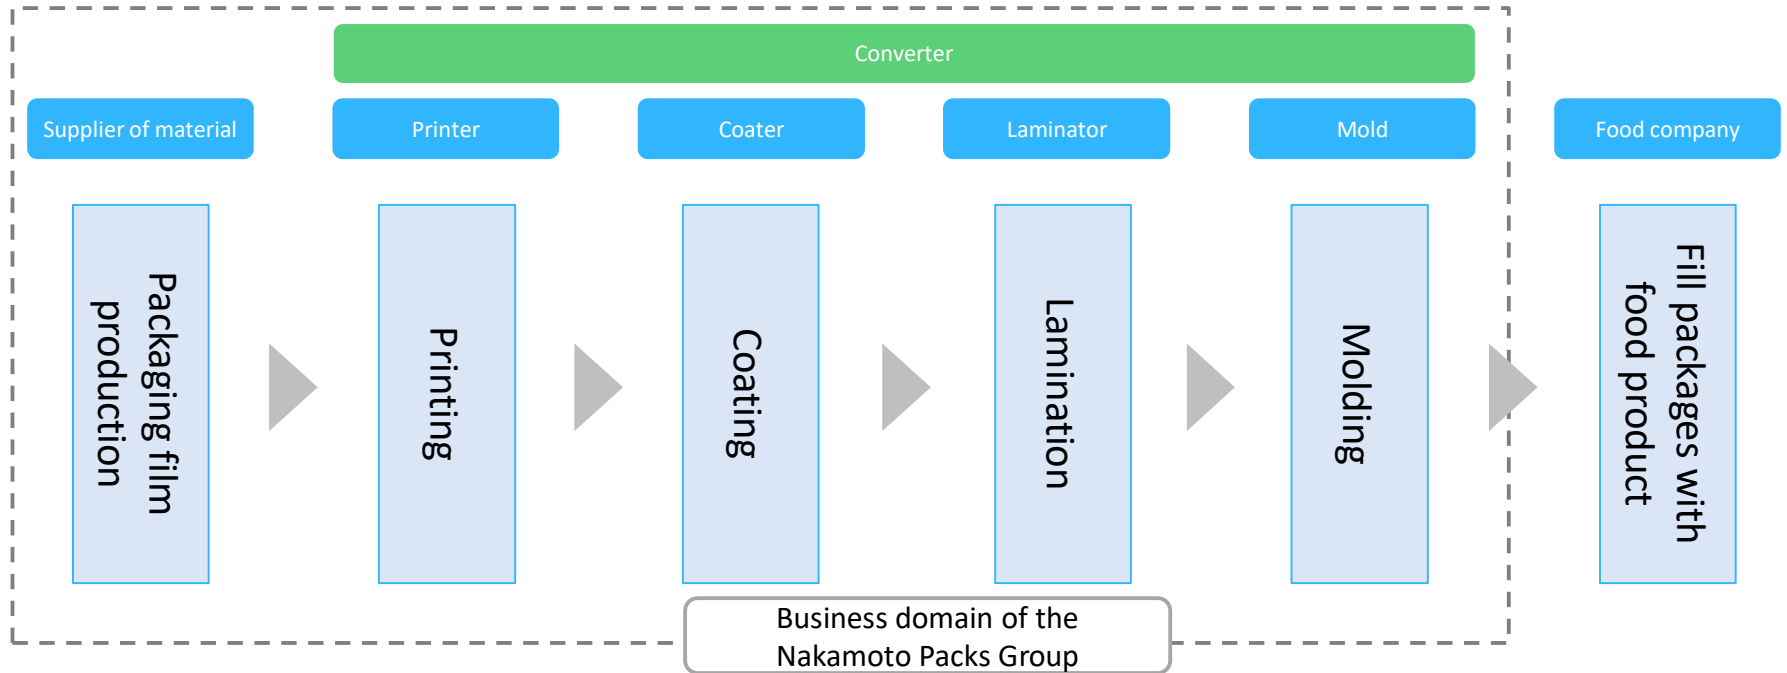 Converter
Supplier of material
Printer
Coater
Laminator
Mold
Food company
Packaging film
production
Printing
Coating
Lamination
Molding
Fill packages with
food product
Business domain of the
Nakamoto Packs Group